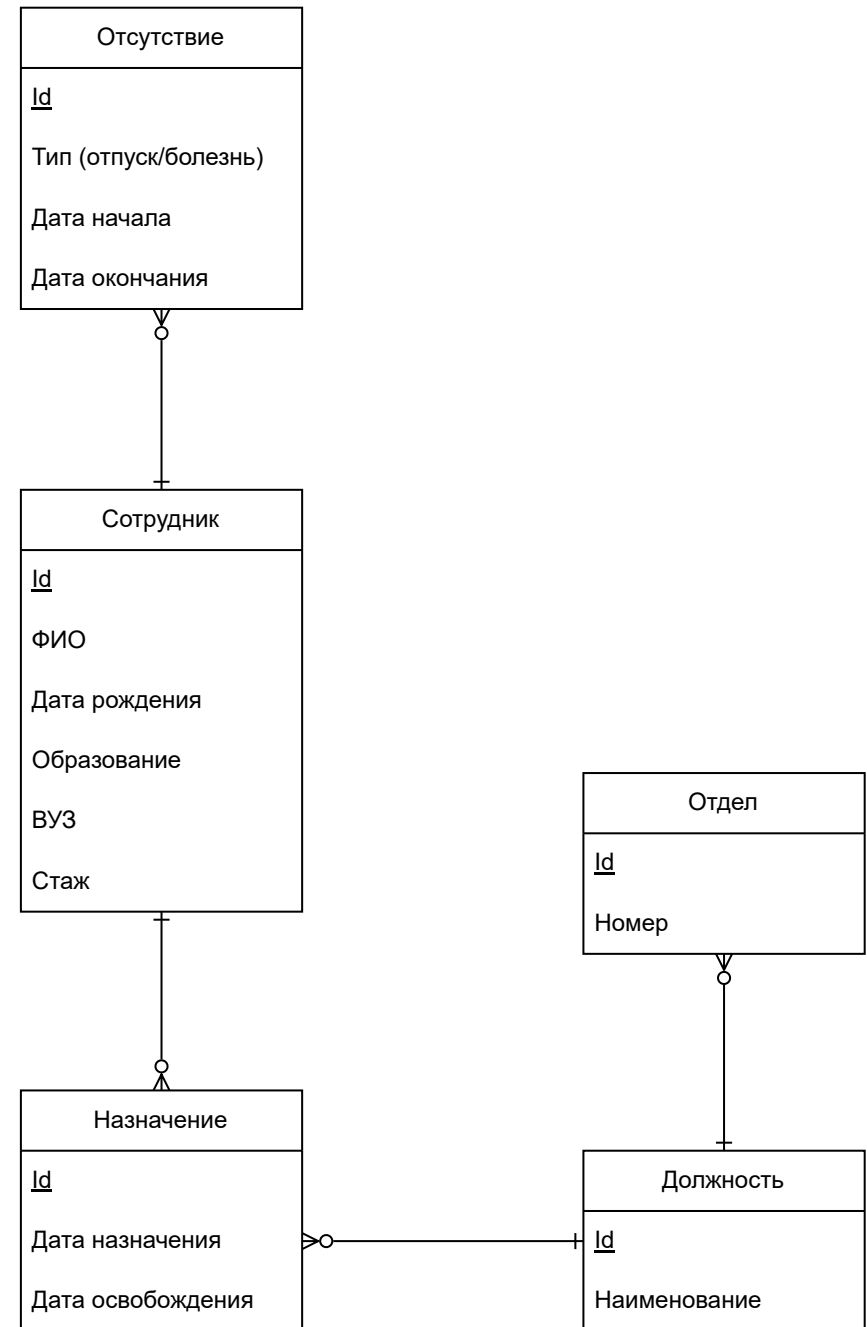 Отсутствие
Id
Тип (отпуск/болезнь)
Дата начала
Дата окончания
Сотрудник
Id
ФИО
Дата рождения
Образование
ВУЗ
Стаж
Отдел
Id
Номер
Назначение
Id
Дата назначения
Дата освобождения
Должность
Id
Наименование